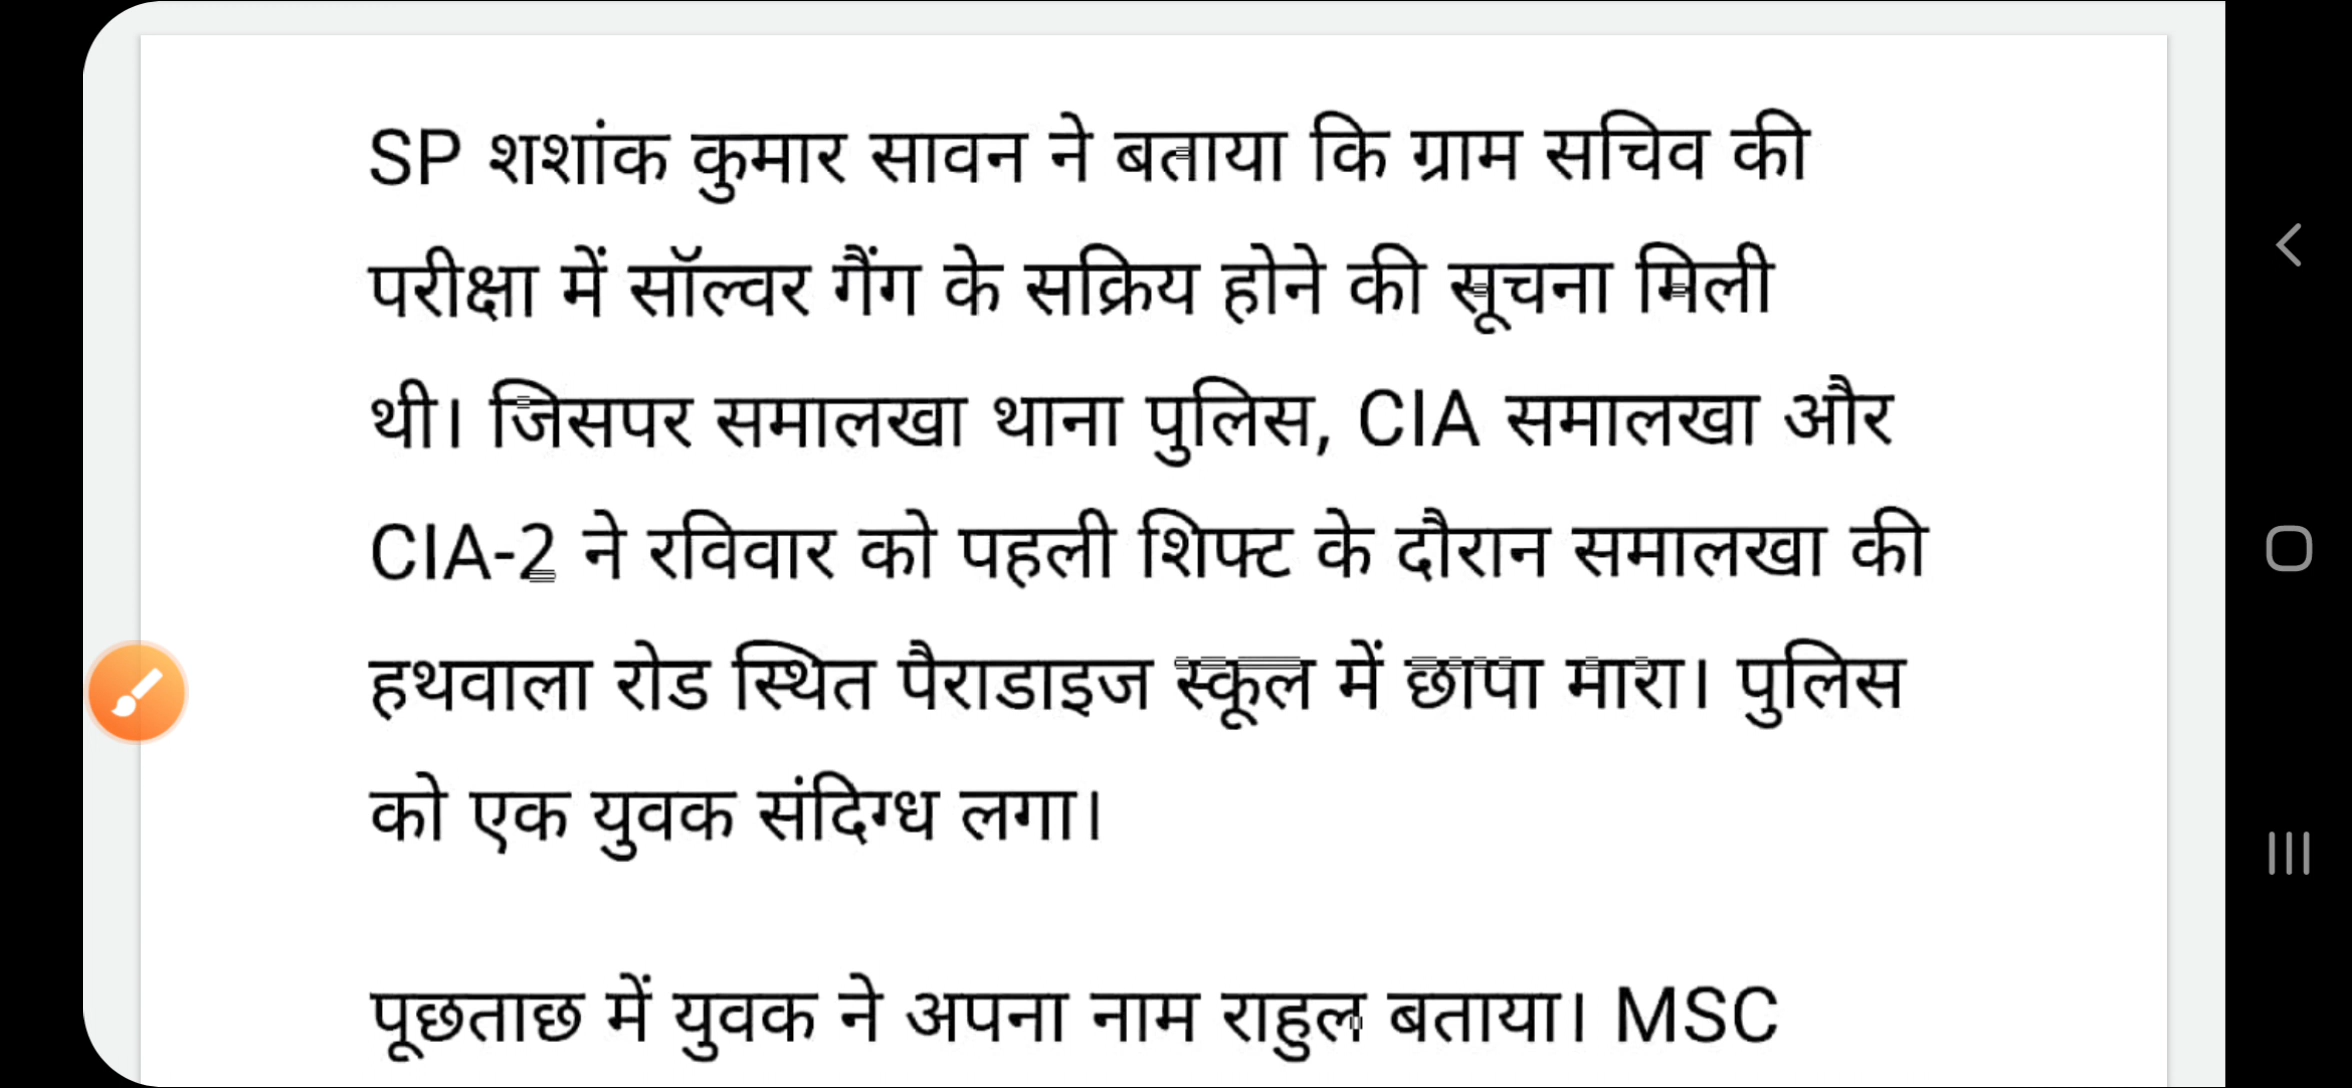 SP शशांक कुमार सावन ने बताया कि ग्राम सचिव की
परीक्षा में सॉल्वर गैंग के सक्रिय होने की सूचना मिली
थी। जिसपर समालखा थाना पुलिस, CIA समालखा और
CIA-2 ने रविवार को पहली शिफ्ट के दौरान समालखा की
हथवाला रोड स्थित पैराडाइज स्कूल में छापा मारा। पुलिस
को एक युवक संदिग्ध लगा।
पूछताछ में युवक ने अपना नाम राहुल बताया। MSC